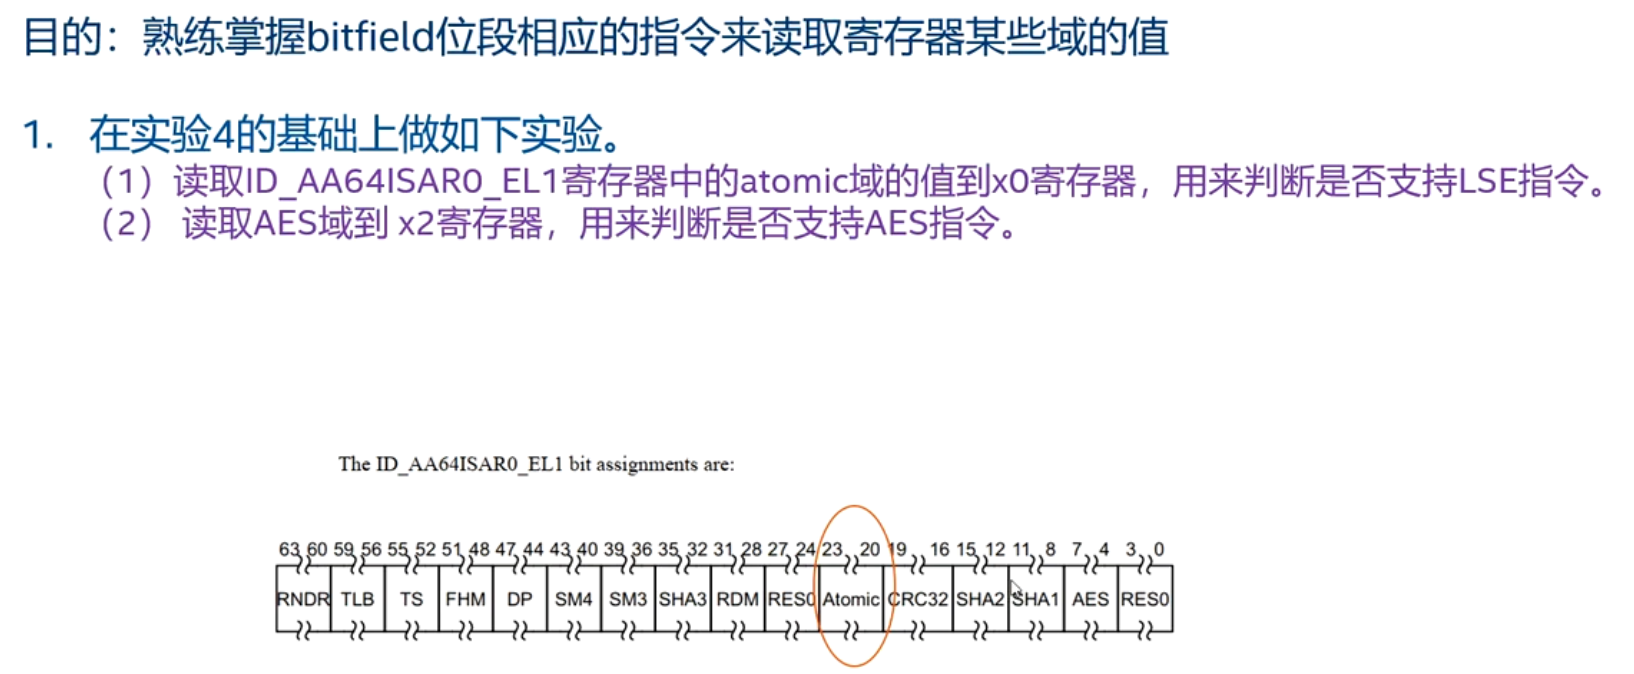 目的：熟练掌握bitfield位段相应的指令来读取寄存器某些域的值
1. 在实验4的基础上做如下实验。
（1）读取ID_AA64ISAR0_EL1寄存器中的atomic域的值到x0寄存器，用来判断是否支持LSE指令。
（2） 读取AES域到 x2寄存器，用来判断是否支持AES指令。
The ID_AA64ISAR0_EL1 bit assignments are:
63 60 59 56 55 52 51 48 47 44 43 40 39 36 35 32 31 28 27 24 23 20 19 16 15 12 11 8 7 4 3 0
RNDR TLB TS FHM DP SM4 SM3 SHA3 RDM RES0 Atomic CRC32 SHA2 SHA1 AES RES0